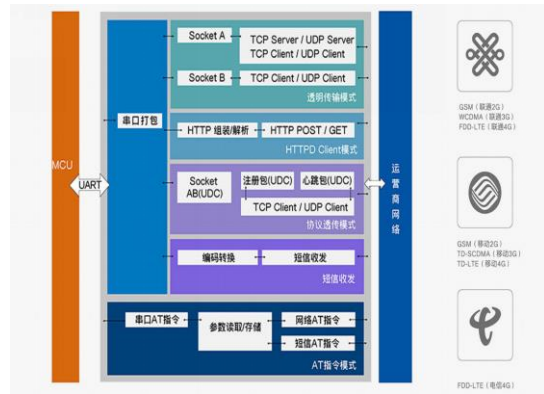 MCU
UART
串口打包
Socket A
TCP Server / UDP Server
TCP Client / UDP Client
Socket B
TCP Client / UDP Client
透明传输模式
HTTP 组装/解析
HTTP POST / GET
HTTPD Client模式
Socket
AB(UDC)
注册包(UDC)
心跳包(UDC)
TCP Client / UDP Client
协议透传模式
编码转换
短信收发
短信收发
串口AT指令
参数读取/存储
网络AT指令
短信AT指令
AT指令模式
运营商网络
GSM（联通2G）
WCDMA（联通3G）
FDD-LTE（联通4G）
GSM（移动2G）
TD-SCDMA（移动3G）
TD-LTE（移动4G）
FDD-LTE（电信4G）